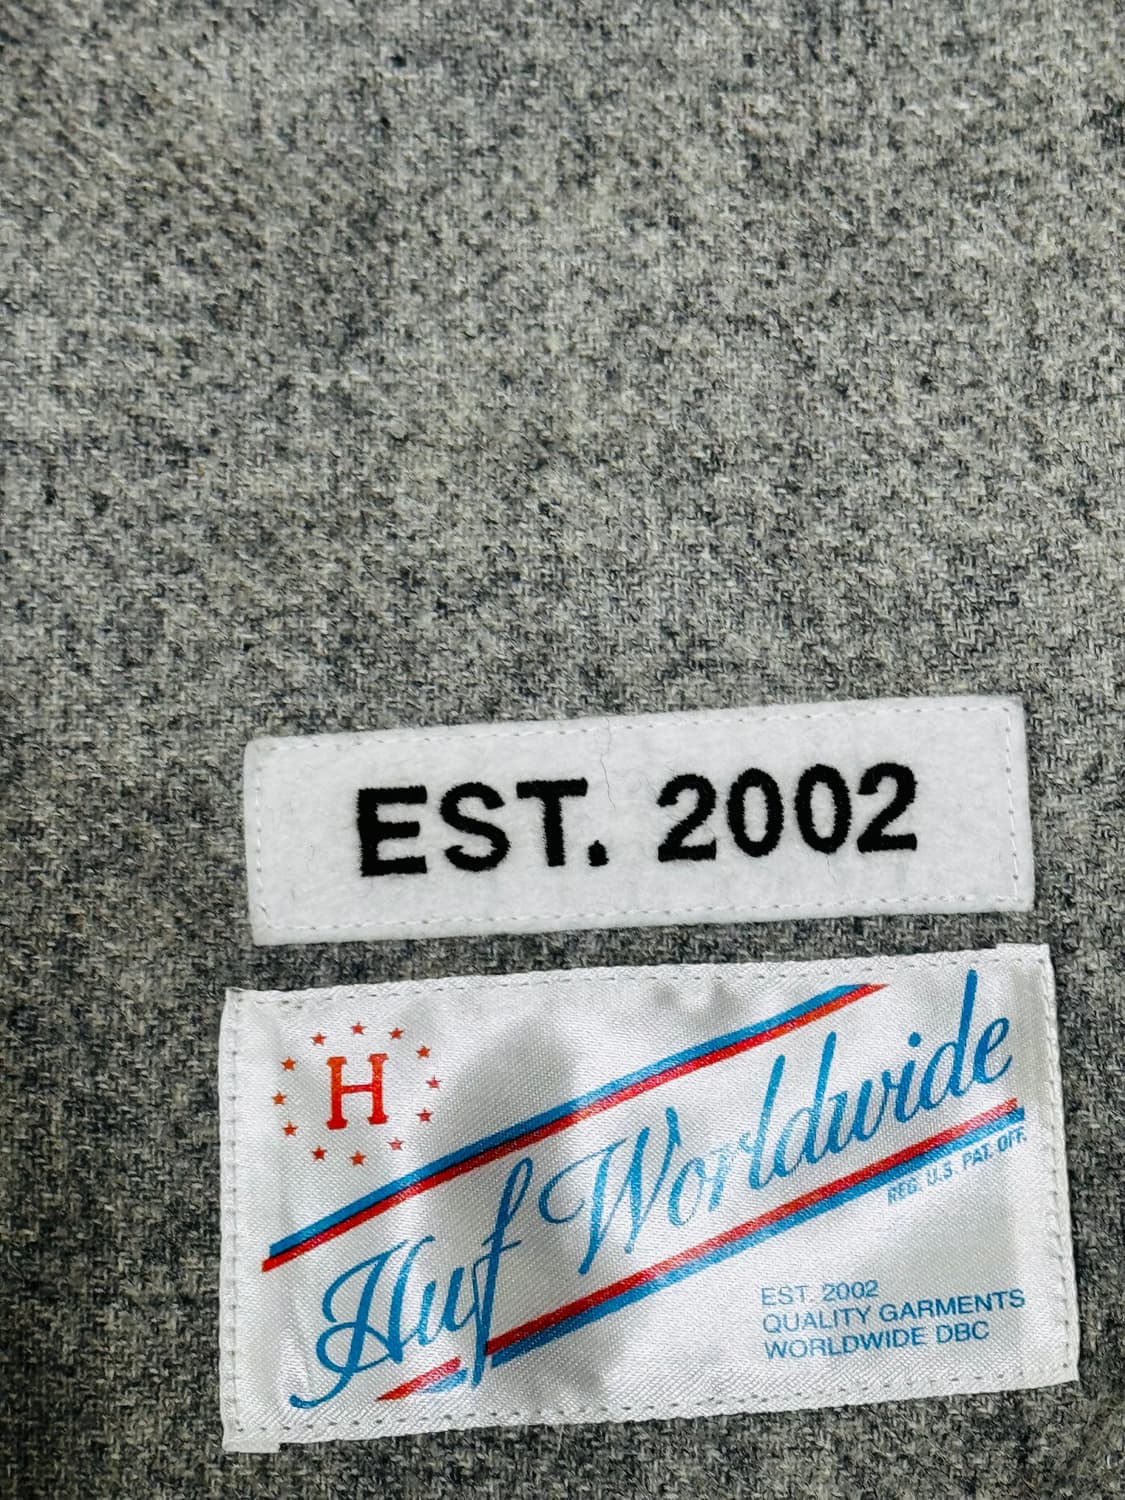 EST. 2002
H
Huf Worldwide
REG. U.S. PAT. OFF.
EST. 2002
QUALITY GARMENTS
WORLDWIDE DBC